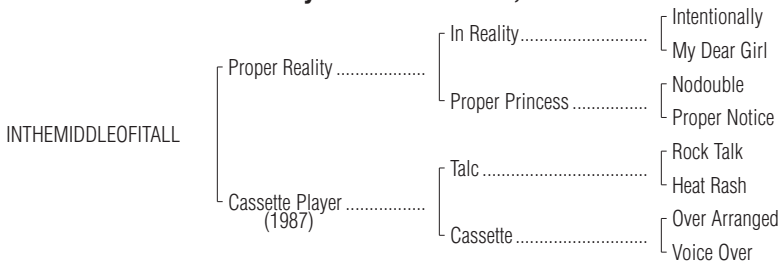 Intentionally
In Reality..............................
My Dear Girl
Proper Reality ...................
Nodouble
Proper Princess ................
Proper Notice
INTHEMIDDLEOFITALL
Rock Talk
Talc ...................................
Heat Rash
Cassette Player .................
(1987)
Over Arranged
Cassette ............................
Voice Over